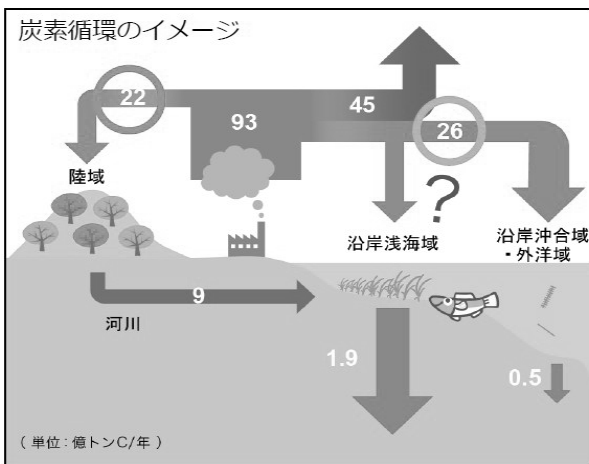 炭素循環のイメージ
22
93
45
26
陸域
?
沿岸浅海域
沿岸沖合域
・外洋域
9
河川
1.9
0.5
( 単位：億トンC/年 )